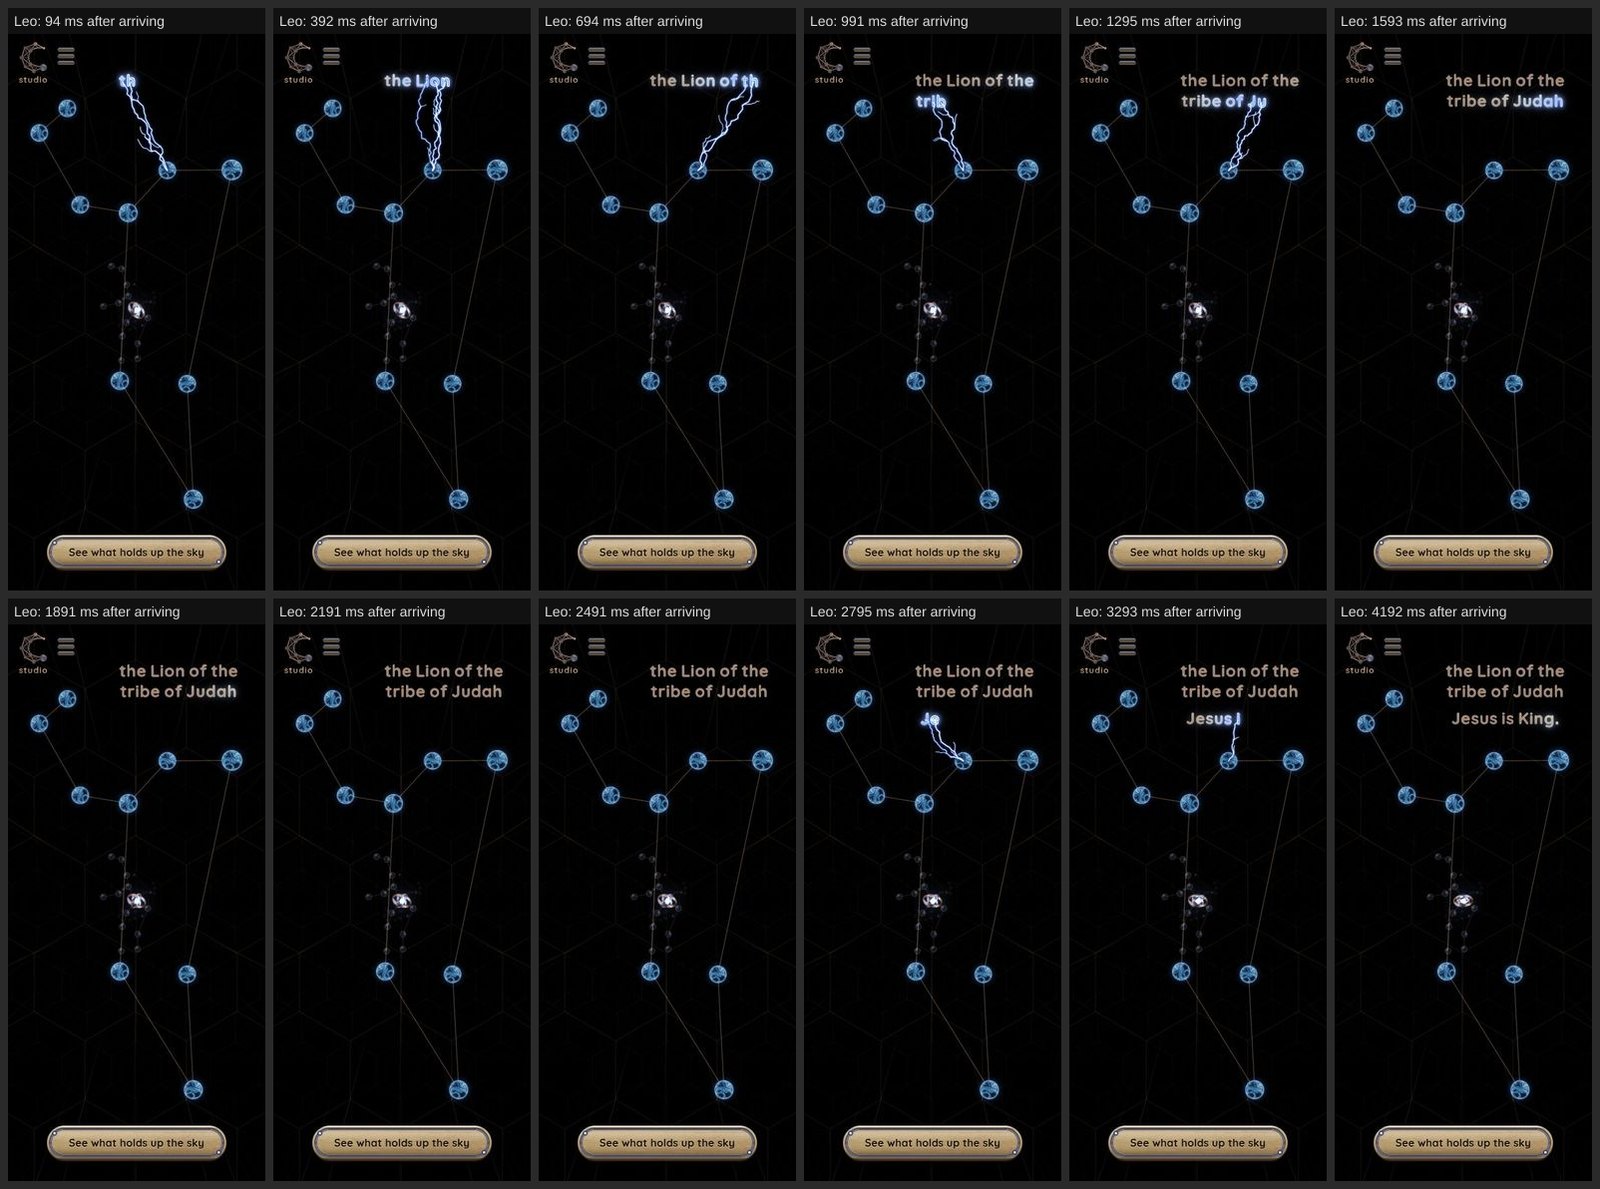 Leo: 94 ms after arriving
studio
th
See what holds up the sky
Leo: 392 ms after arriving
studio
the Lion
See what holds up the sky
Leo: 694 ms after arriving
studio
the Lion of th
See what holds up the sky
Leo: 991 ms after arriving
studio
the Lion of the
trib
See what holds up the sky
Leo: 1295 ms after arriving
studio
the Lion of the
tribe of Ju
See what holds up the sky
Leo: 1593 ms after arriving
studio
the Lion of the
tribe of Judah
See what holds up the sky
Leo: 1891 ms after arriving
studio
the Lion of the
tribe of Judah
See what holds up the sky
Leo: 2191 ms after arriving
studio
the Lion of the
tribe of Judah
See what holds up the sky
Leo: 2491 ms after arriving
studio
the Lion of the
tribe of Judah
See what holds up the sky
Leo: 2795 ms after arriving
studio
the Lion of the
tribe of Judah
Je
See what holds up the sky
Leo: 3293 ms after arriving
studio
the Lion of the
tribe of Judah
Jesus i
See what holds up the sky
Leo: 4192 ms after arriving
studio
the Lion of the
tribe of Judah
Jesus is King.
See what holds up the sky